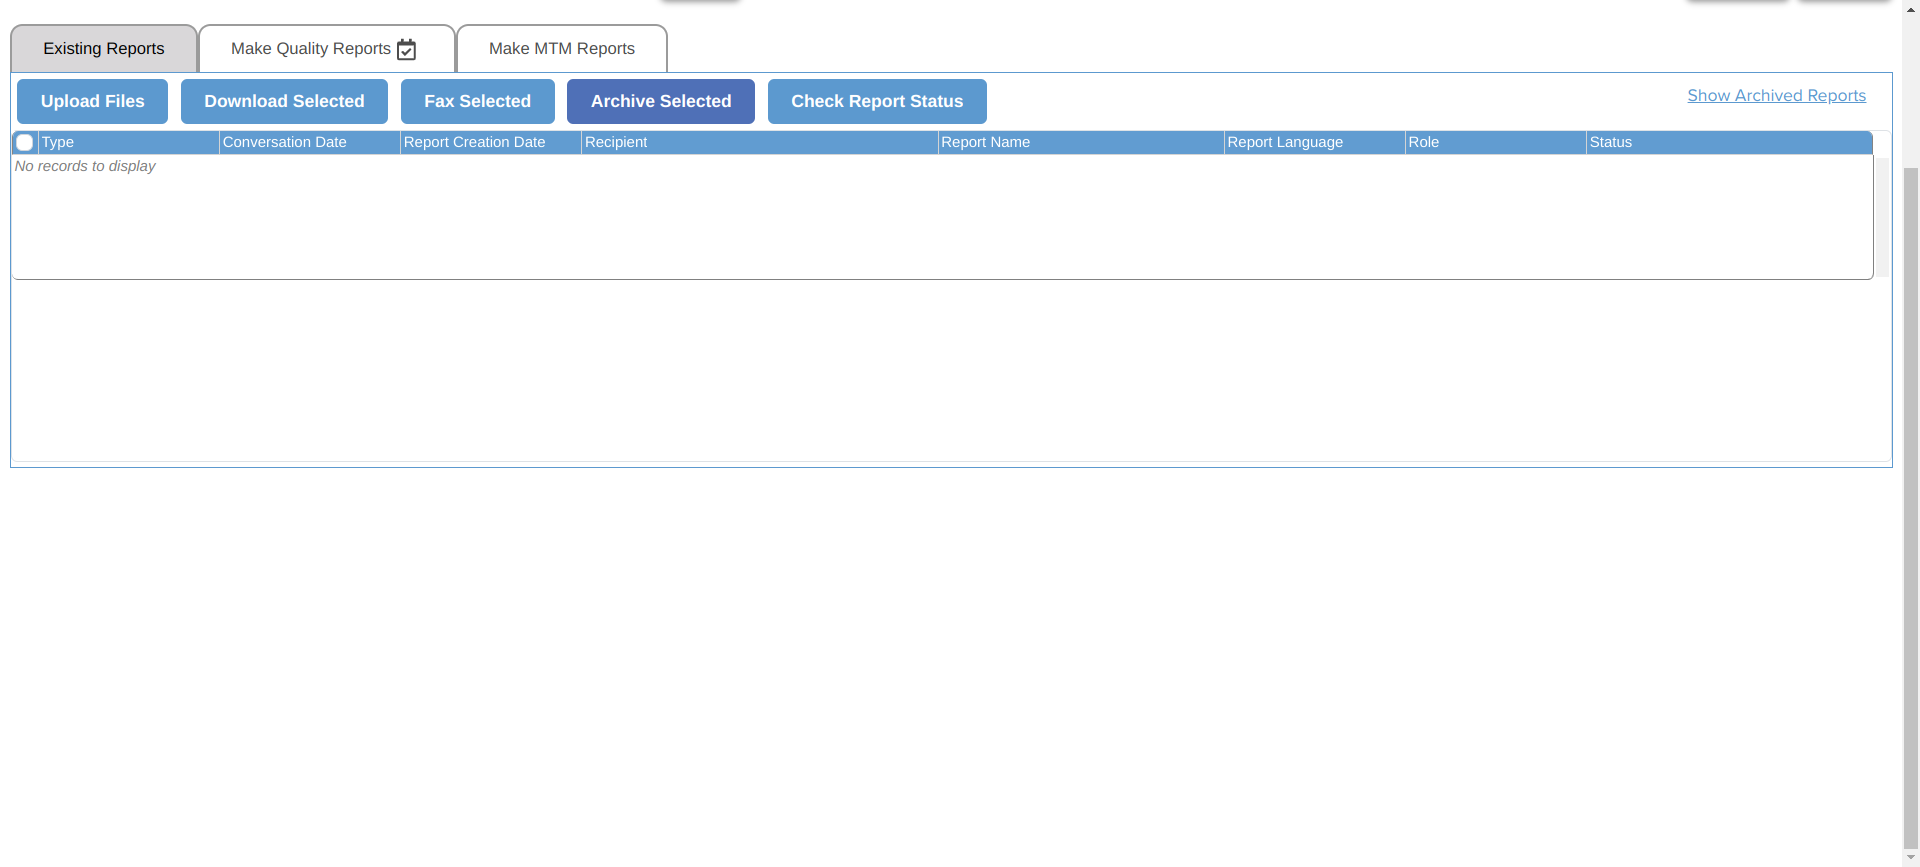 Existing Reports
Make Quality Reports
Make MTM Reports
Upload Files
Download Selected
Fax Selected
Archive Selected
Check Report Status
Show Archived Reports
Type
Conversation Date
Report Creation Date
Recipient
Report Name
Report Language
Role
Status
No records to display